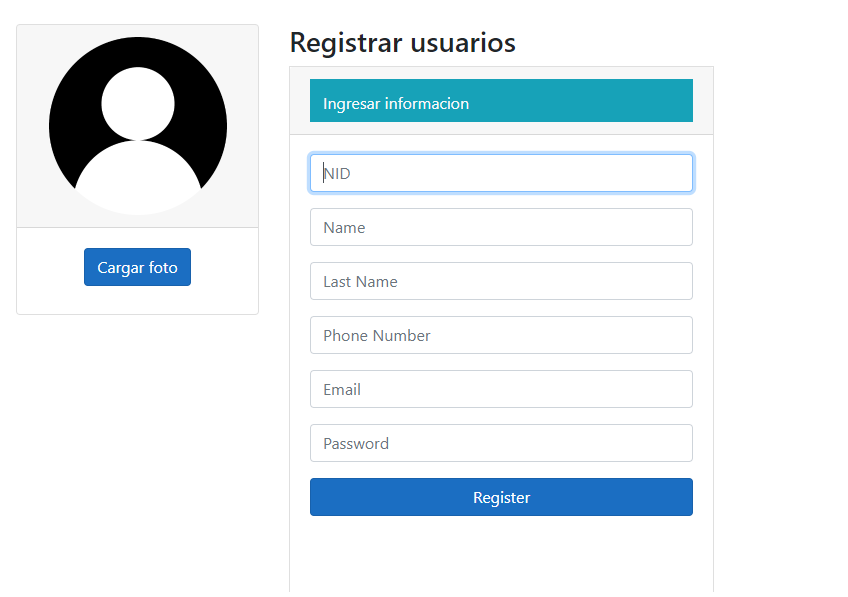 Registrar usuarios
Ingresar informacion
NID
Name
Cargar foto
Last Name
Phone Number
Email
Password
Register